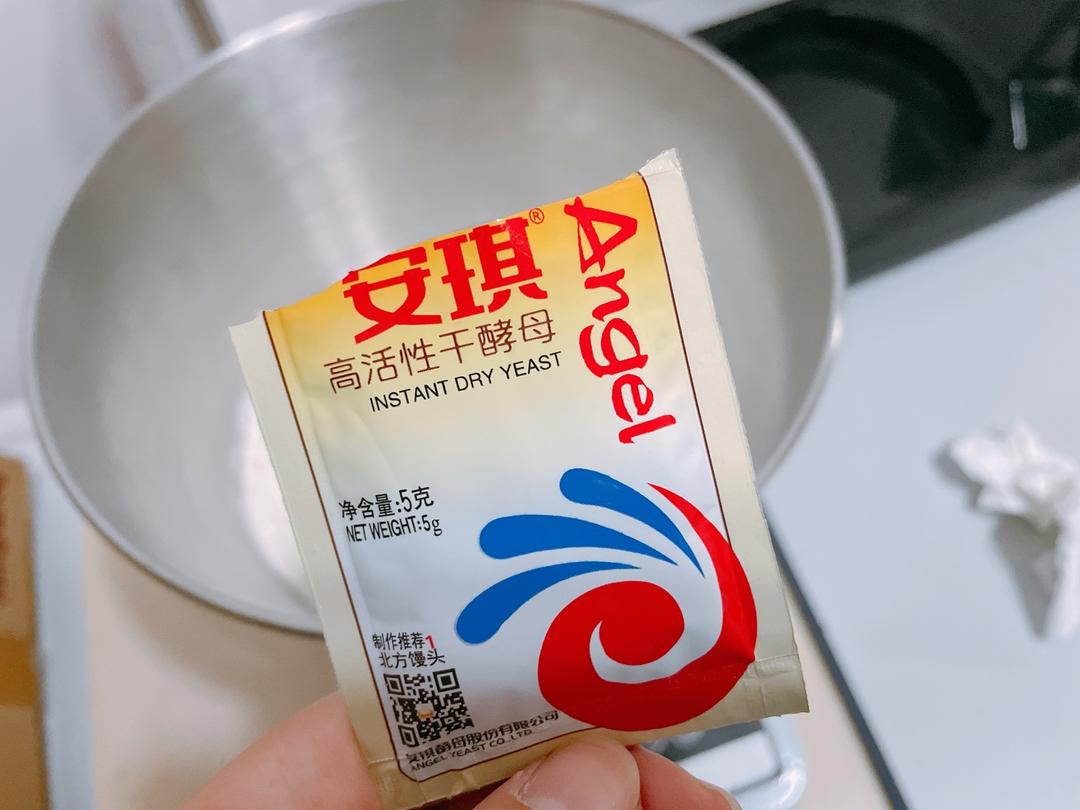 安琪®
Angel
高活性干酵母
INSTANT DRY YEAST
净含量:5克
NET WEIGHT:5g
制作推荐1
北方馒头
安琪酵母股份有限公司
ANGEL YEAST CO.,LTD.